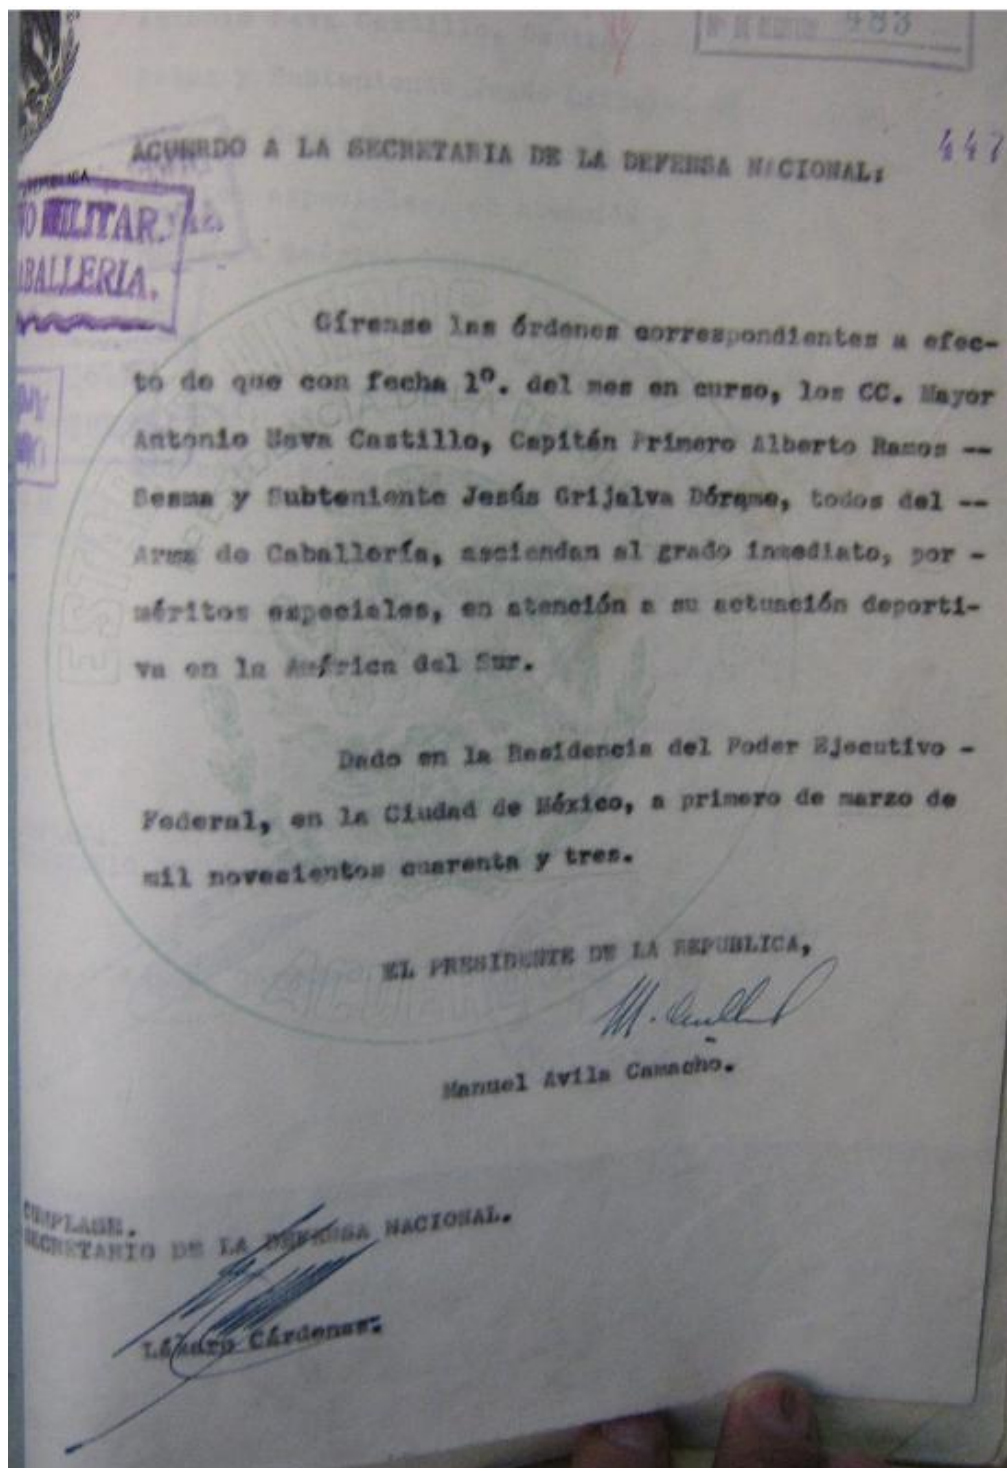 983
447
ACUERDO A LA SECRETARIA DE LA DEFENSA NACIONAL:
MILITAR.
CABALLERIA.
Gírense las órdenes correspondientes a efec-
to de que con fecha 1º. del mes en curso, los CC. Mayor
Antonio Nava Castillo, Capitán Primero Alberto Ramos --
Sesma y Subteniente Jesús Grijalva Dórame, todos del --
Arma de Caballería, asciendan al grado inmediato, por -
méritos especiales, en atención a su actuación deporti-
va en la América del Sur.
Dado en la Residencia del Poder Ejecutivo -
Federal, en la Ciudad de México, a primero de marzo de
mil novecientos cuarenta y tres.
EL PRESIDENTE DE LA REPUBLICA,
Manuel Avila Camacho.
CUMPLASE.
SECRETARIO DE LA DEFENSA NACIONAL.
Lázaro Cárdenas.